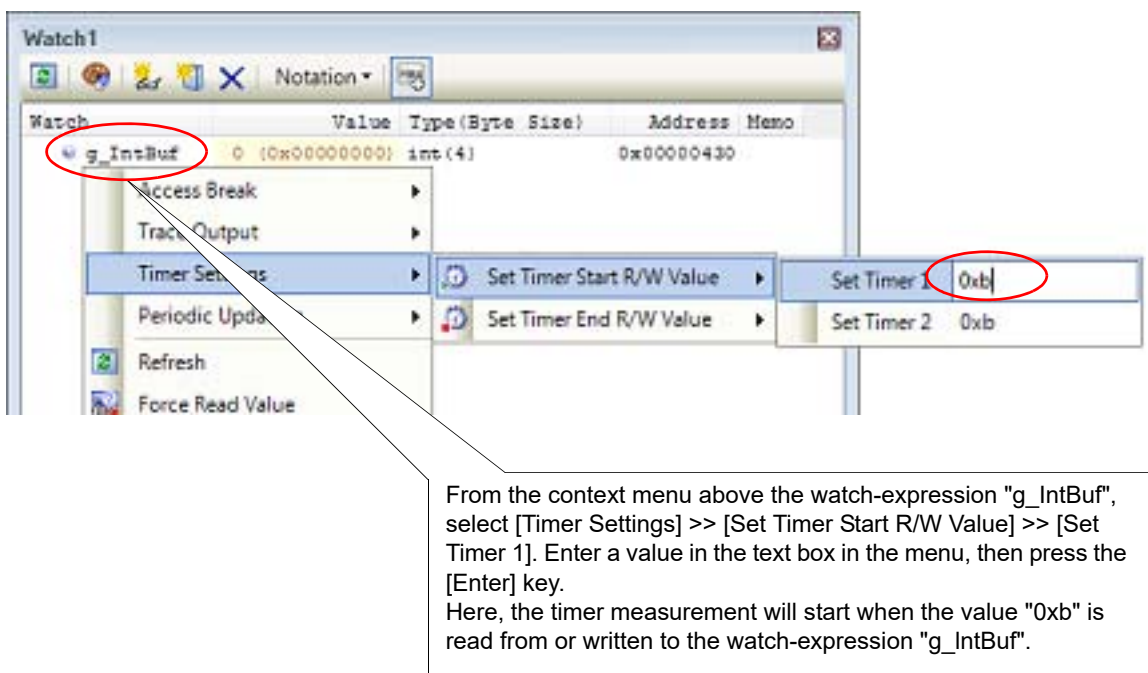 Watch1
Notation
Watch Value Type(Byte Size) Address Memo
g_IntBuf 0 (0x00000000) int(4) 0x00000430
Access Break
Trace Output
Timer Settings Set Timer Start R/W Value Set Timer 1 0xb
Periodic Updating Set Timer End R/W Value Set Timer 2 0xb
Refresh
Force Read Value
From the context menu above the watch-expression "g_IntBuf",
select [Timer Settings] >> [Set Timer Start R/W Value] >> [Set
Timer 1]. Enter a value in the text box in the menu, then press the
[Enter] key.
Here, the timer measurement will start when the value "0xb" is
read from or written to the watch-expression "g_IntBuf".